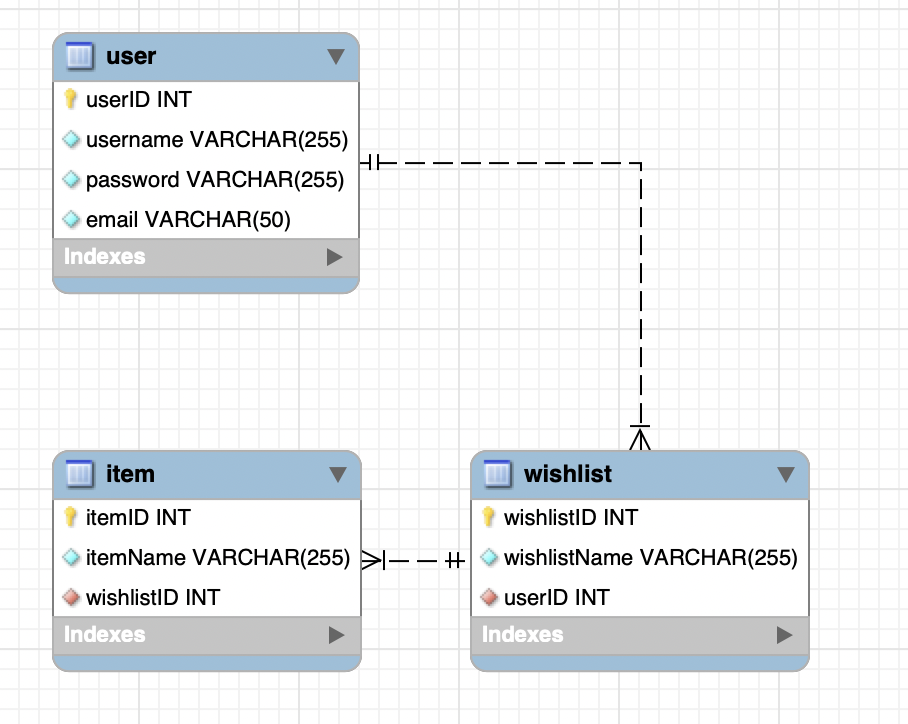 user
userID INT
username VARCHAR(255)
password VARCHAR(255)
email VARCHAR(50)
Indexes
item
itemID INT
itemName VARCHAR(255)
wishlistID INT
Indexes
wishlist
wishlistID INT
wishlistName VARCHAR(255)
userID INT
Indexes